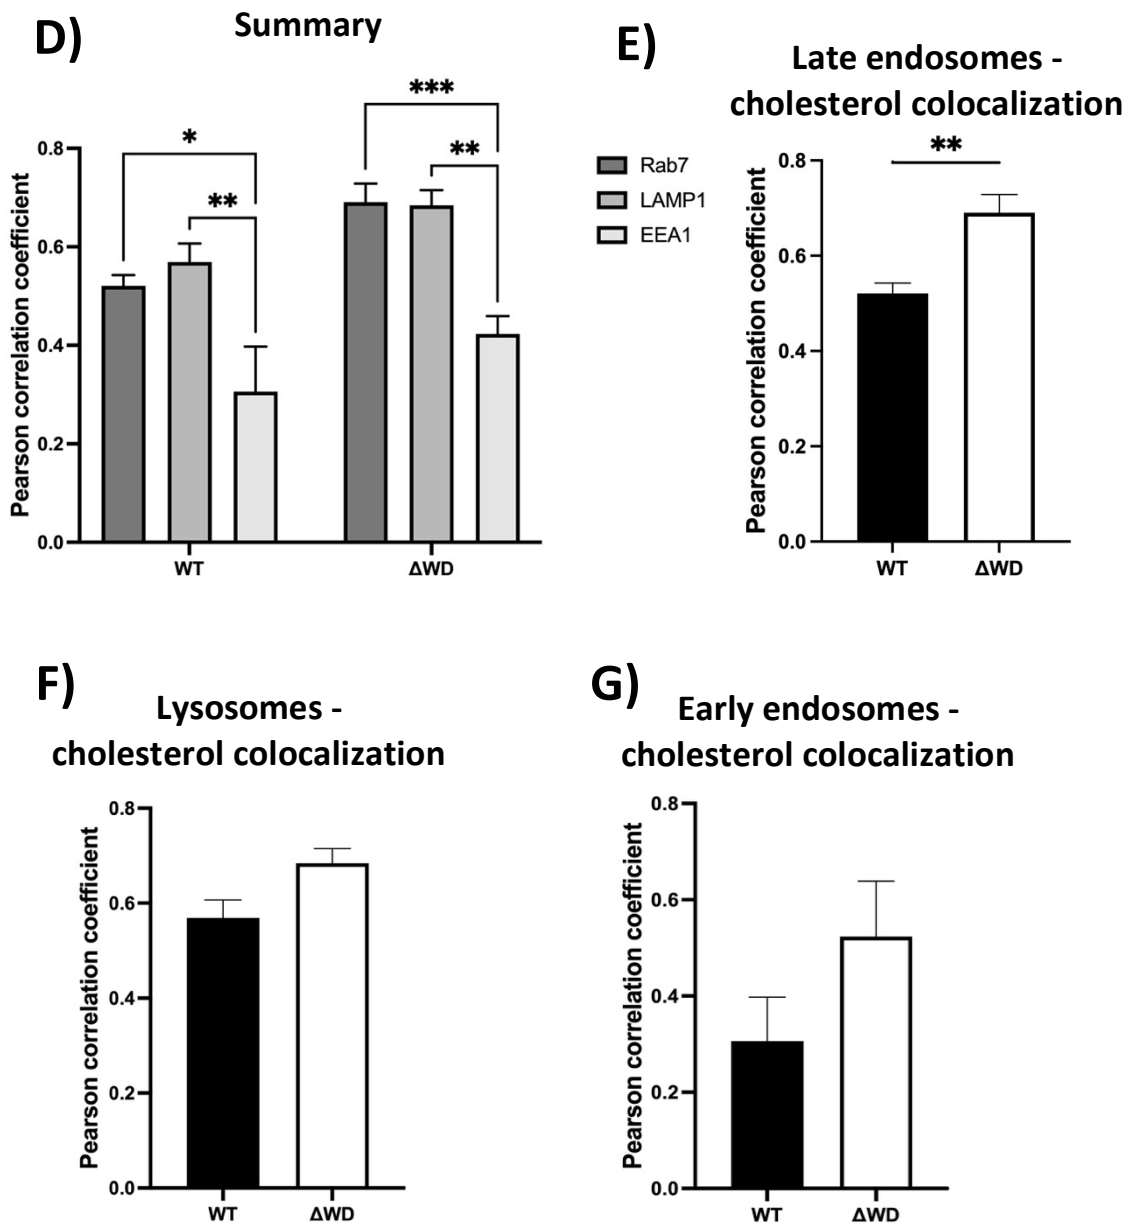 D)
Summary
Pearson correlation coefficient
0.8
0.6
0.4
0.2
0.0
*
**
***
**
WT
ΔWD
Rab7
LAMP1
EEA1
E)
Late endosomes -
cholesterol colocalization
Pearson correlation coefficient
0.8
0.6
0.4
0.2
0.0
**
WT
ΔWD
F)
Lysosomes -
cholesterol colocalization
Pearson correlation coefficient
0.8
0.6
0.4
0.2
0.0
WT
ΔWD
G)
Early endosomes -
cholesterol colocalization
Pearson correlation coefficient
0.8
0.6
0.4
0.2
0.0
WT
ΔWD